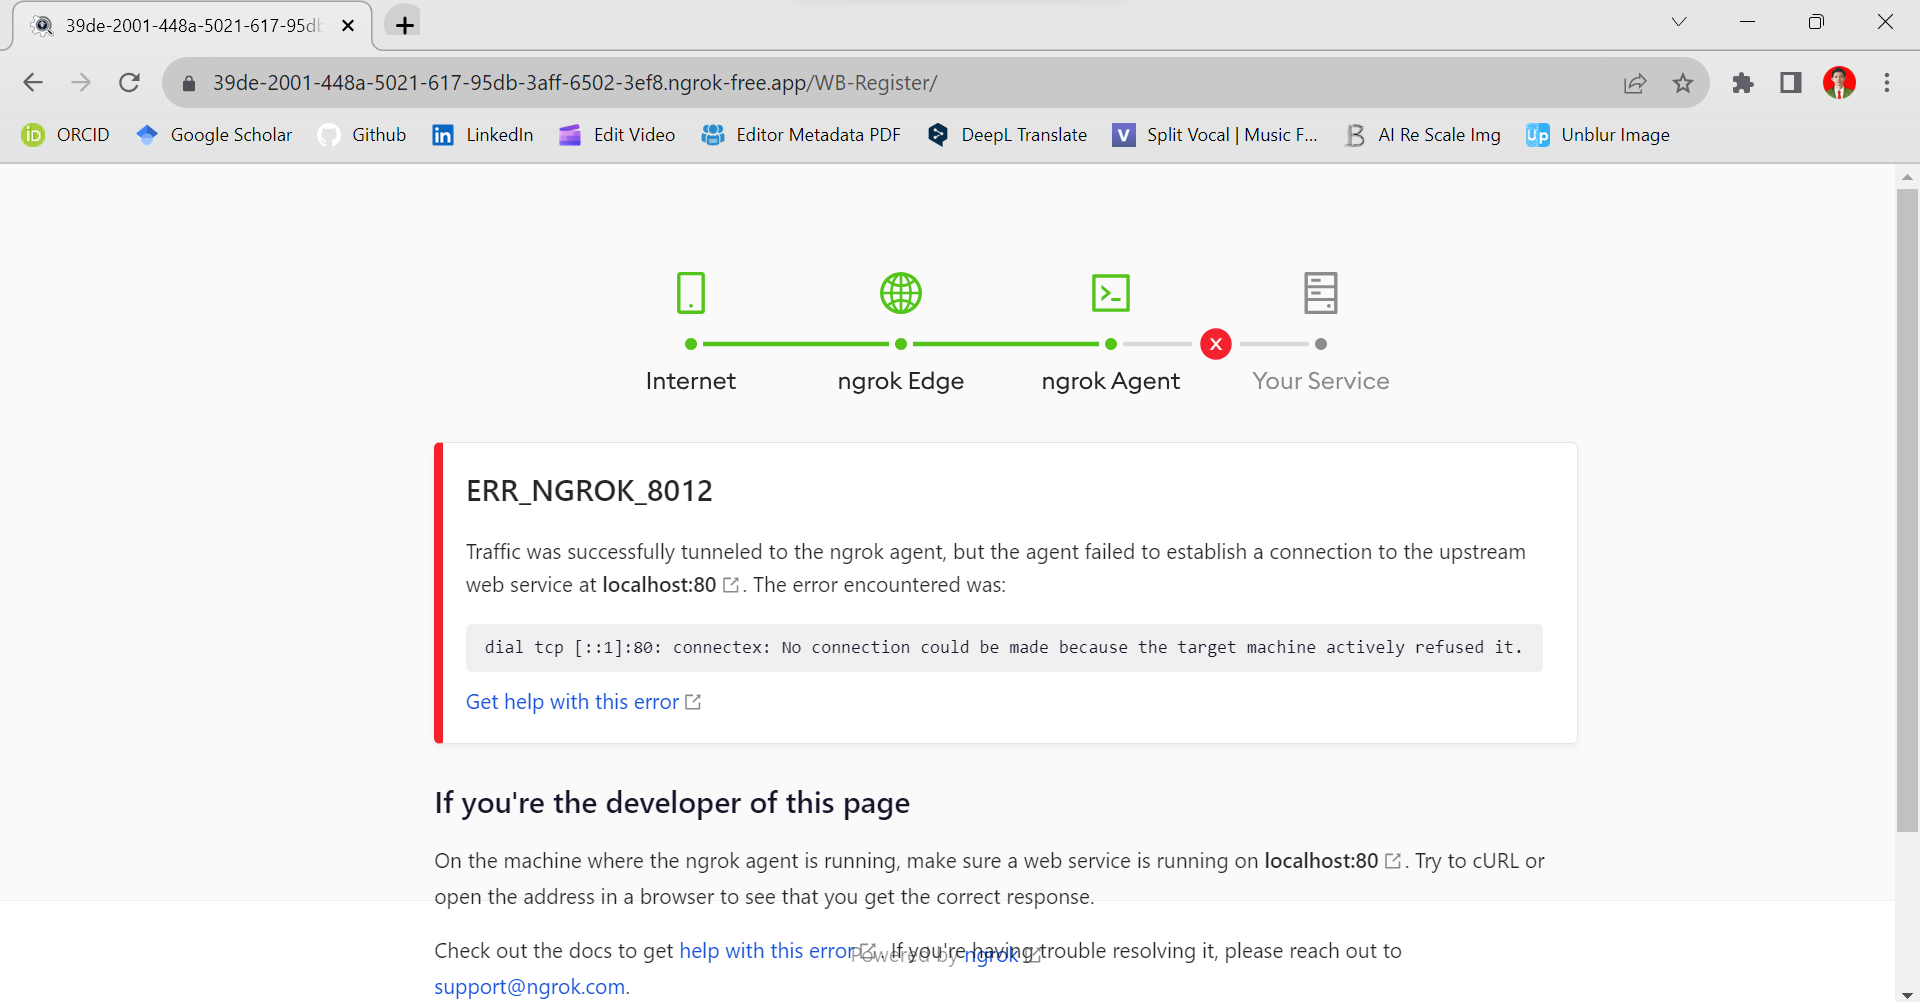 39de-2001-448a-5021-617-95db
39de-2001-448a-5021-617-95db-3aff-6502-3ef8.ngrok-free.app/WB-Register/
iD ORCID Google Scholar Github in LinkedIn Edit Video Editor Metadata PDF DeepL Translate V Split Vocal | Music F... B AI Re Scale Img Up Unblur Image
Internet ngrok Edge ngrok Agent Your Service
ERR_NGROK_8012
Traffic was successfully tunneled to the ngrok agent, but the agent failed to establish a connection to the upstream
web service at localhost:80 . The error encountered was:
dial tcp [::1]:80: connectex: No connection could be made because the target machine actively refused it.
Get help with this error
If you're the developer of this page
On the machine where the ngrok agent is running, make sure a web service is running on localhost:80 . Try to cURL or
open the address in a browser to see that you get the correct response.
Check out the docs to get help with this error . If you're having trouble resolving it, please reach out to
Powered by ngrok
support@ngrok.com.